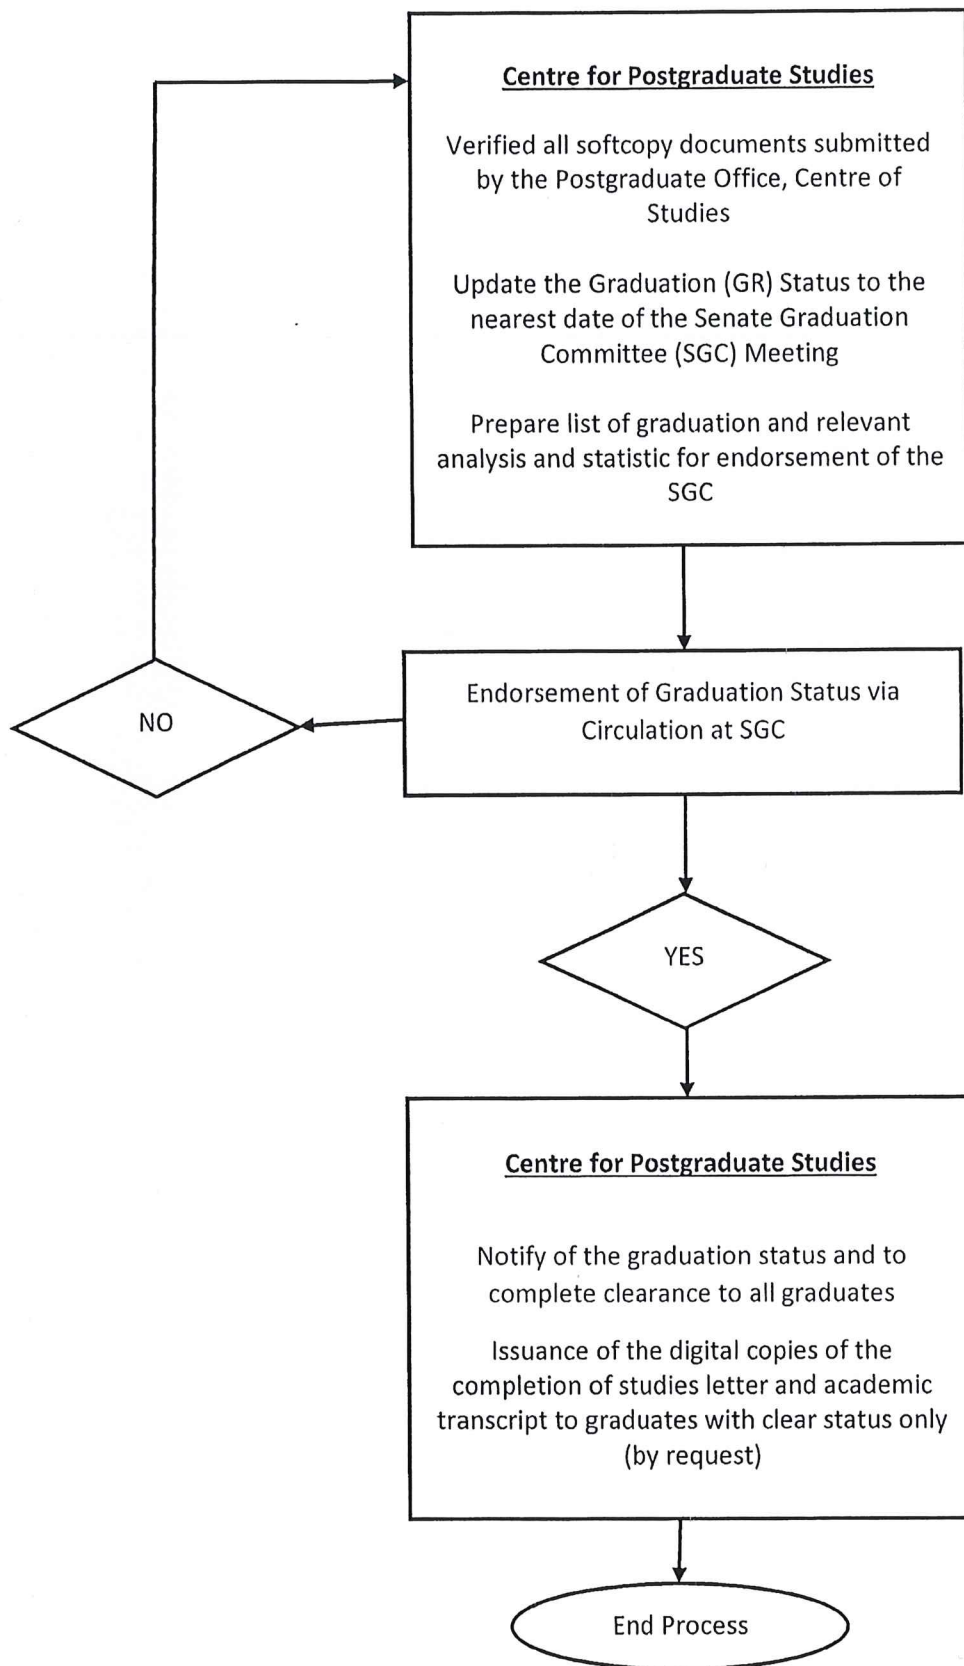 Centre for Postgraduate Studies
Verified all softcopy documents submitted
by the Postgraduate Office, Centre of
Studies
Update the Graduation (GR) Status to the
nearest date of the Senate Graduation
Committee (SGC) Meeting
Prepare list of graduation and relevant
analysis and statistic for endorsement of the
SGC
Endorsement of Graduation Status via
Circulation at SGC
NO
YES
Centre for Postgraduate Studies
Notify of the graduation status and to
complete clearance to all graduates
Issuance of the digital copies of the
completion of studies letter and academic
transcript to graduates with clear status only
(by request)
End Process